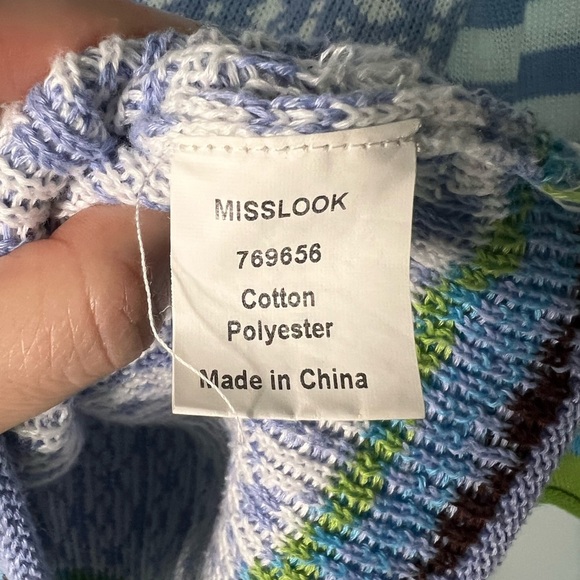 MISSLOOK
769656
Cotton
Polyester
Made in China